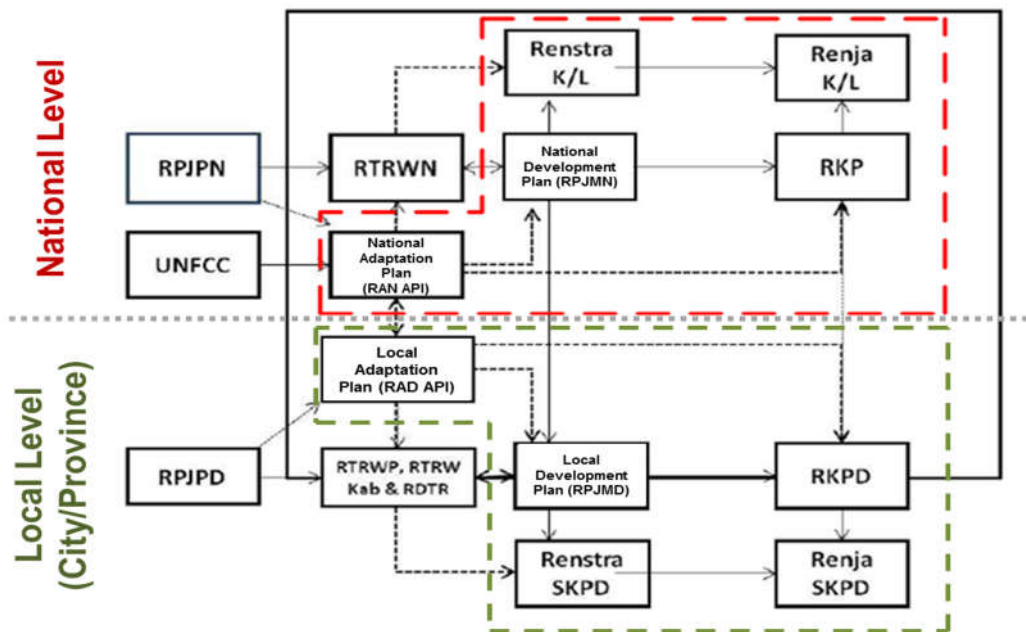 National Level
Renstra
K/L
Renja
K/L
RPJPN
RTRWN
National
Development
Plan (RPJMN)
RKP
UNFCC
National
Adaptation
Plan
(RAN API)
Local Level
(City/Province)
Local
Adaptation
Plan (RAD API)
RPJPD
RTRWP, RTRW
Kab & RDTR
Local
Development
Plan (RPJMD)
RKPD
Renstra
SKPD
Renja
SKPD